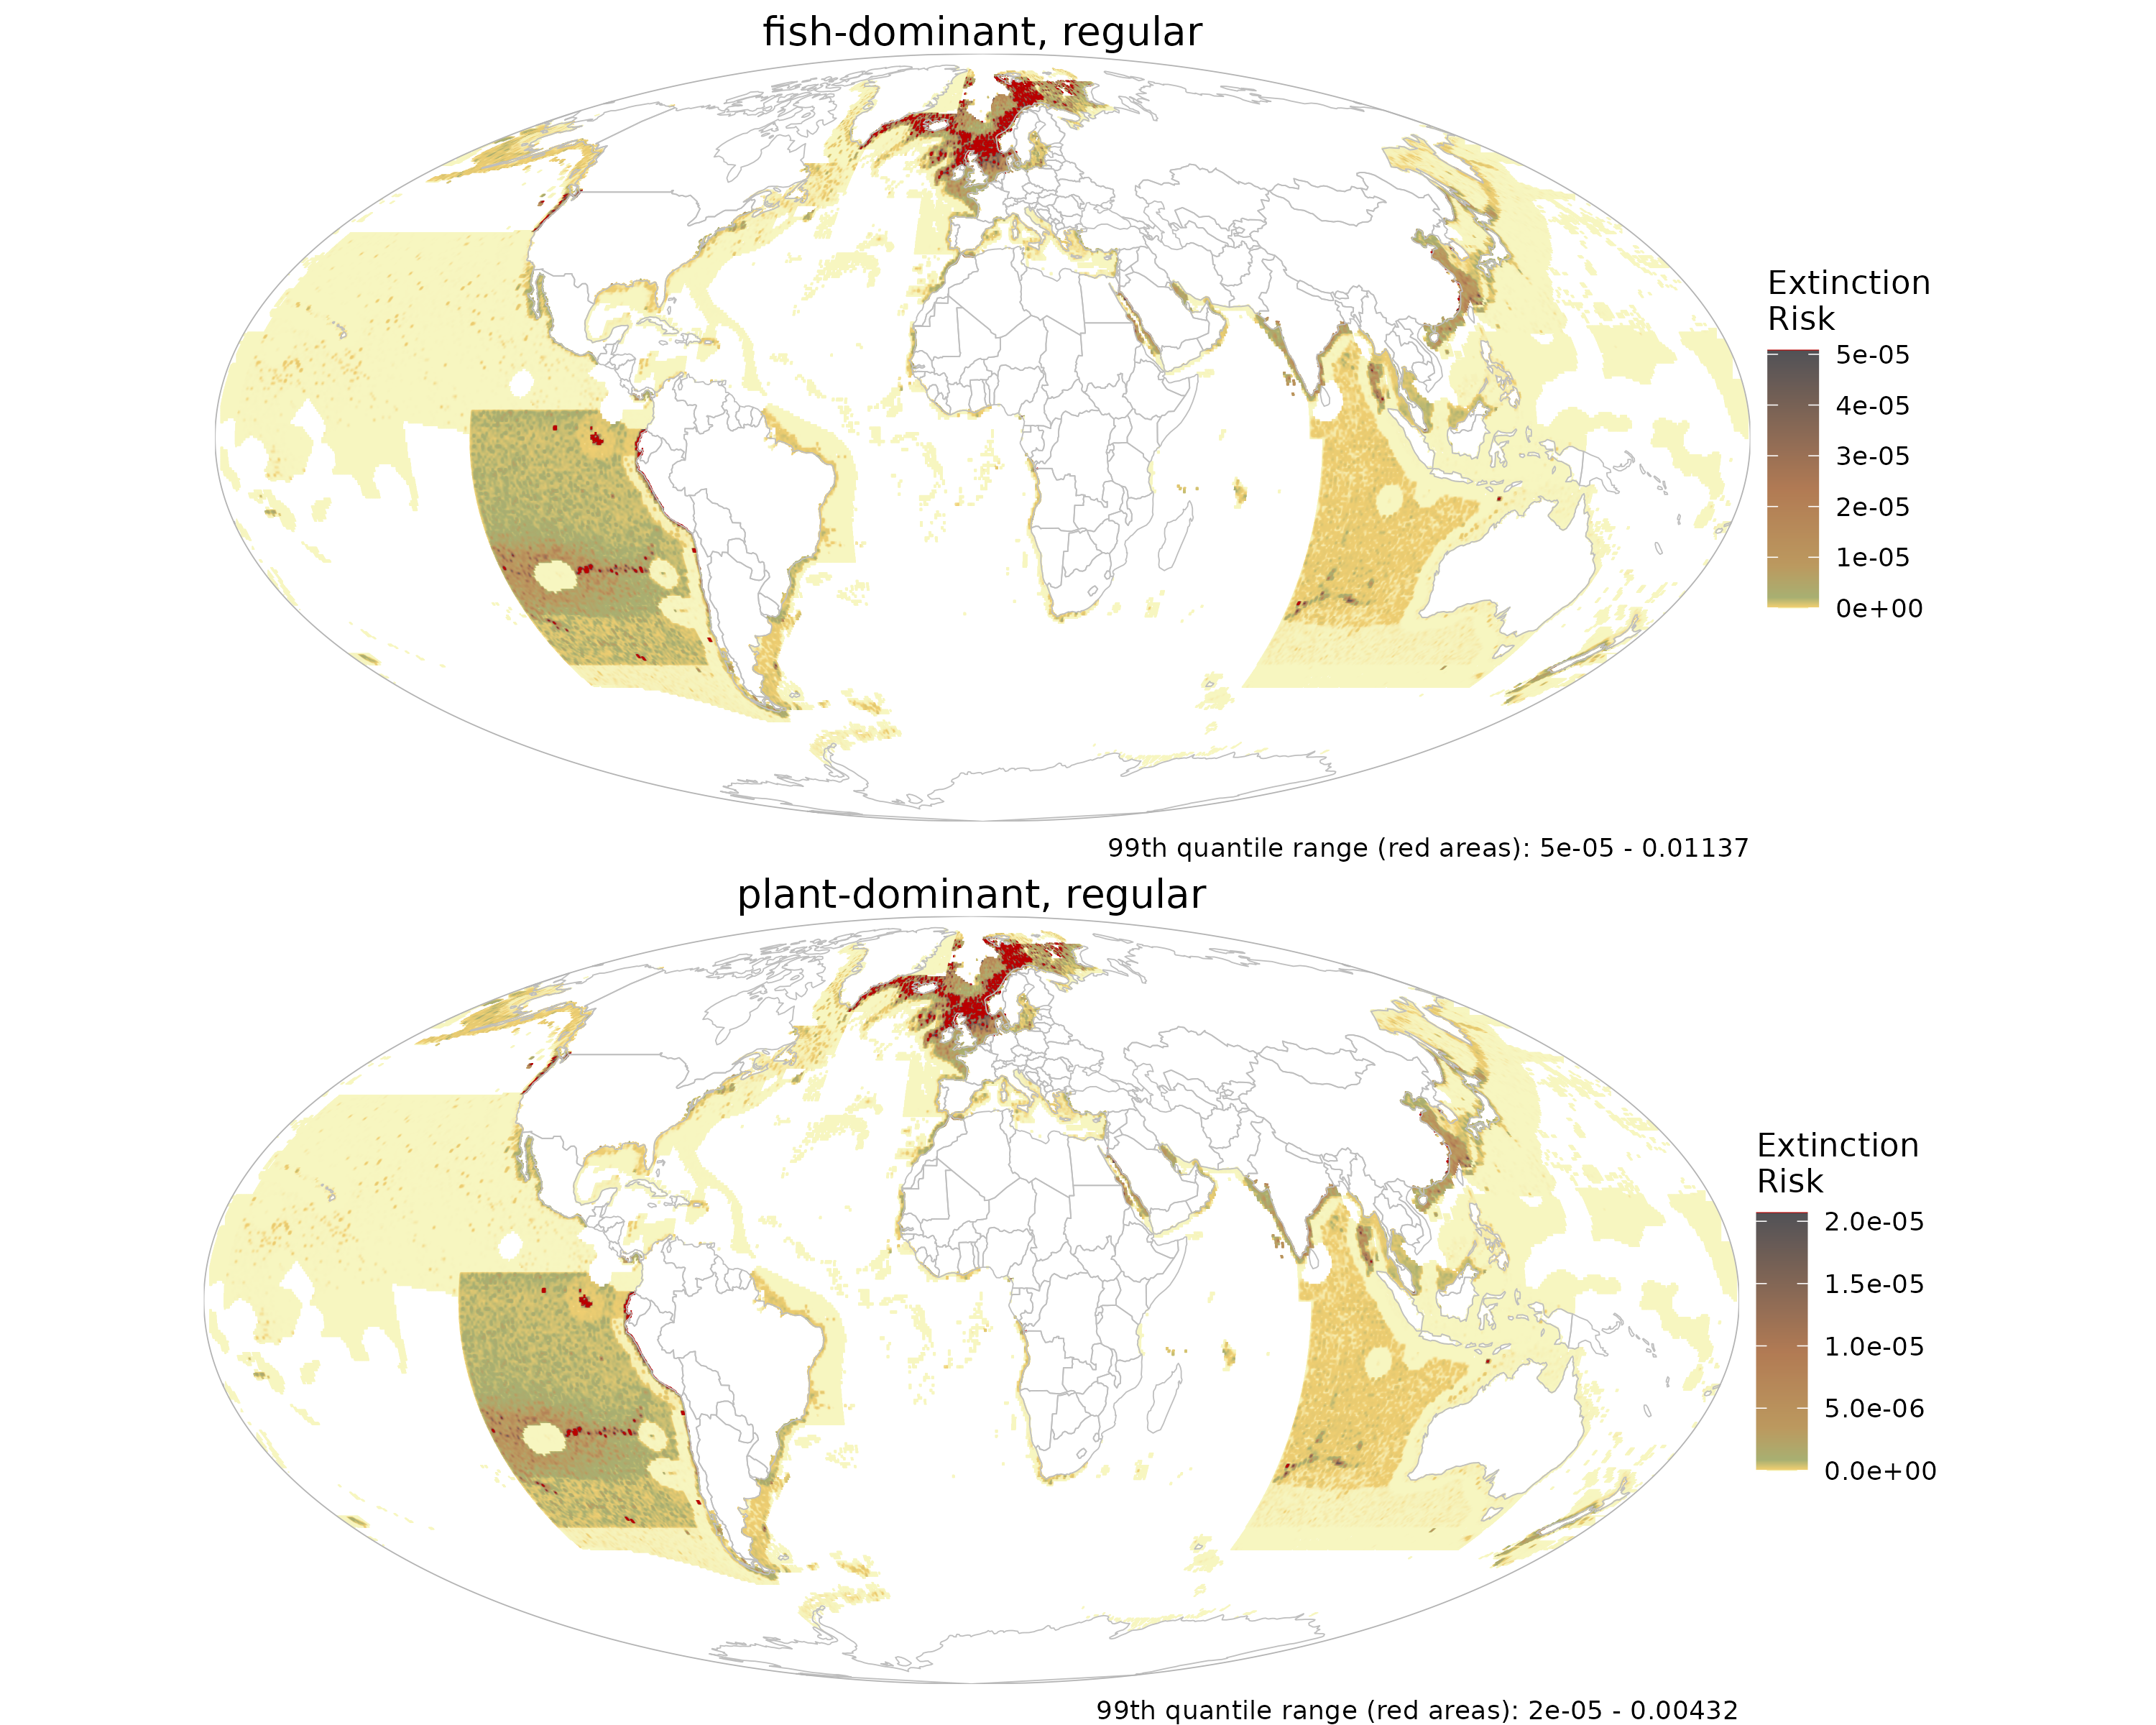 fish-dominant, regular
Extinction
Risk
5e-05
4e-05
3e-05
2e-05
1e-05
0e+00
99th quantile range (red areas): 5e-05 - 0.01137
plant-dominant, regular
Extinction
Risk
2.0e-05
1.5e-05
1.0e-05
5.0e-06
0.0e+00
99th quantile range (red areas): 2e-05 - 0.00432